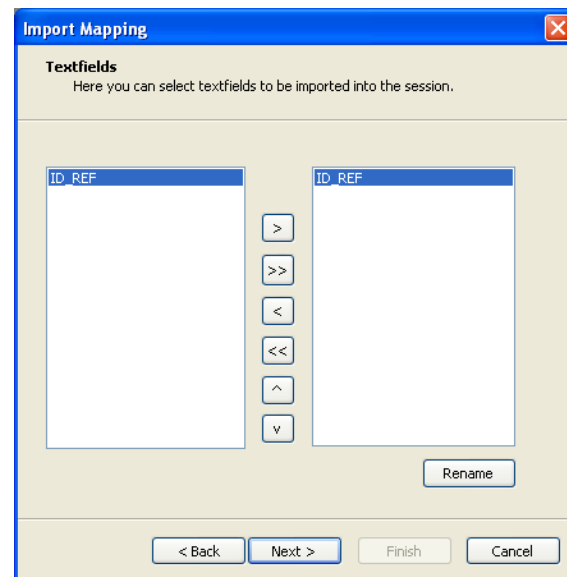 Import Mapping
Textfields
Here you can select textfields to be imported into the session.
ID_REF
ID_REF
>
>>
<
<<
^
v
Rename
< Back
Next >
Finish
Cancel